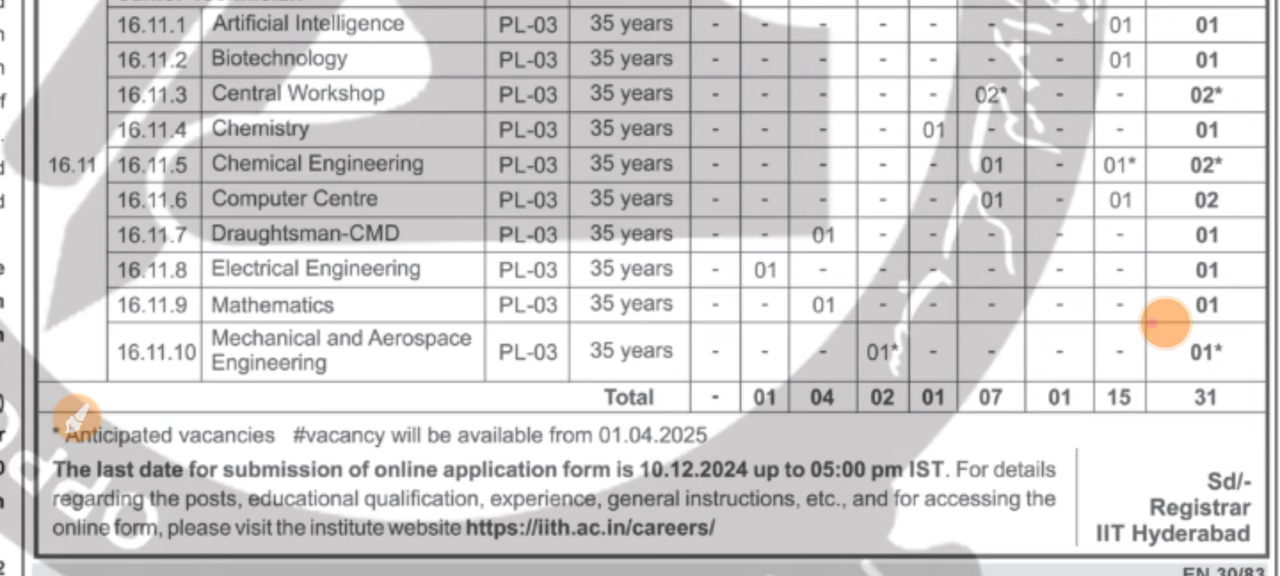 16.11.1 Artificial Intelligence PL-03 35 years - - - - - - - 01 01
16.11.2 Biotechnology PL-03 35 years - - - - - - - 01 01
16.11.3 Central Workshop PL-03 35 years - - - - - 02* - - 02*
16.11.4 Chemistry PL-03 35 years - - - - 01 - - - 01
16.11 16.11.5 Chemical Engineering PL-03 35 years - - - - - 01 - 01* 02*
16.11.6 Computer Centre PL-03 35 years - - - - - 01 - 01 02
16.11.7 Draughtsman-CMD PL-03 35 years - - 01 - - - - - 01
16.11.8 Electrical Engineering PL-03 35 years - 01 - - - - - - 01
16.11.9 Mathematics PL-03 35 years - - 01 - - - - - 01
16.11.10 Mechanical and Aerospace
Engineering PL-03 35 years - - - 01* - - - - 01*
Total - 01 04 02 01 07 01 15 31
* Anticipated vacancies #vacancy will be available from 01.04.2025
The last date for submission of online application form is 10.12.2024 up to 05:00 pm IST. For details
regarding the posts, educational qualification, experience, general instructions, etc., and for accessing the
online form, please visit the institute website https://iith.ac.in/careers/
Sd/-
Registrar
IIT Hyderabad
EN 30/83